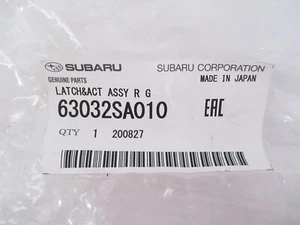 SUBARU SUBARU CORPORATION
GENUINE PARTS MADE IN JAPAN
LATCH&ACT ASSY R G
63032SA010 EAC
QTY 1 200827